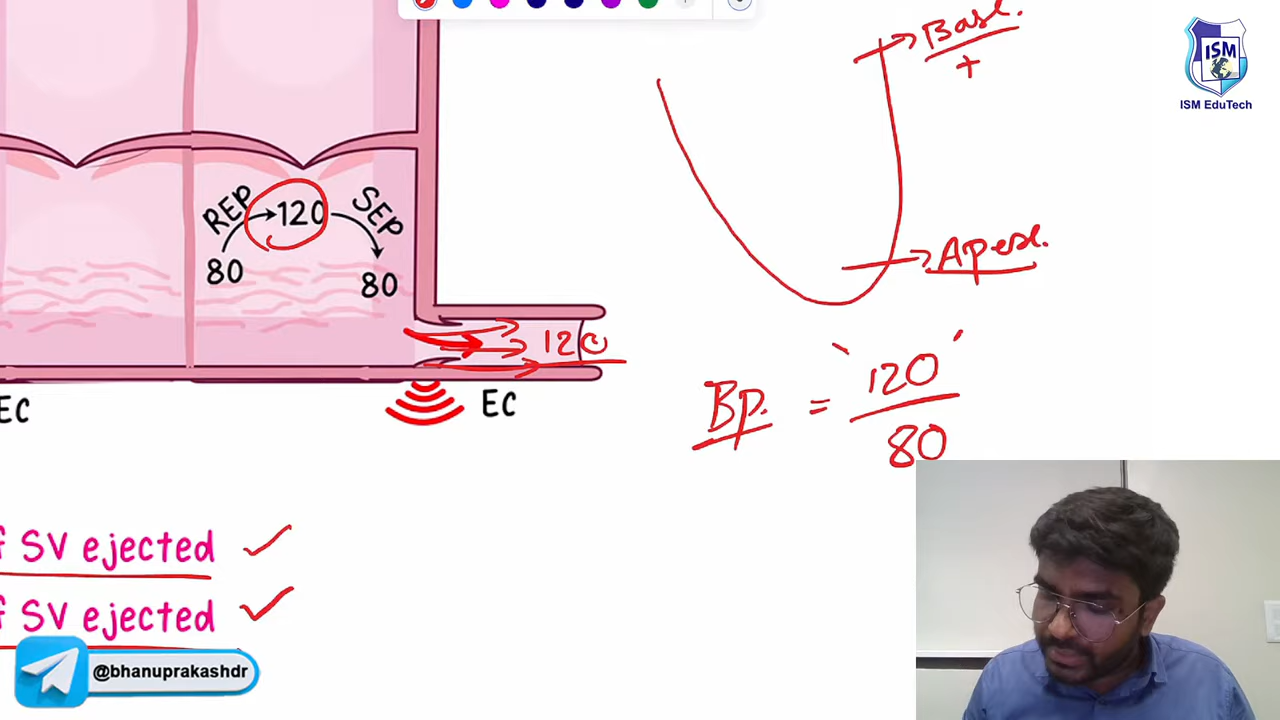 Base.
+
ISM
ISM EduTech
REP
→120
SEP
80
80
Apex.
120
EC
EC
BP. = 120
80
f SV ejected ✓
f SV ejected ✓
@bhanuprakashdr